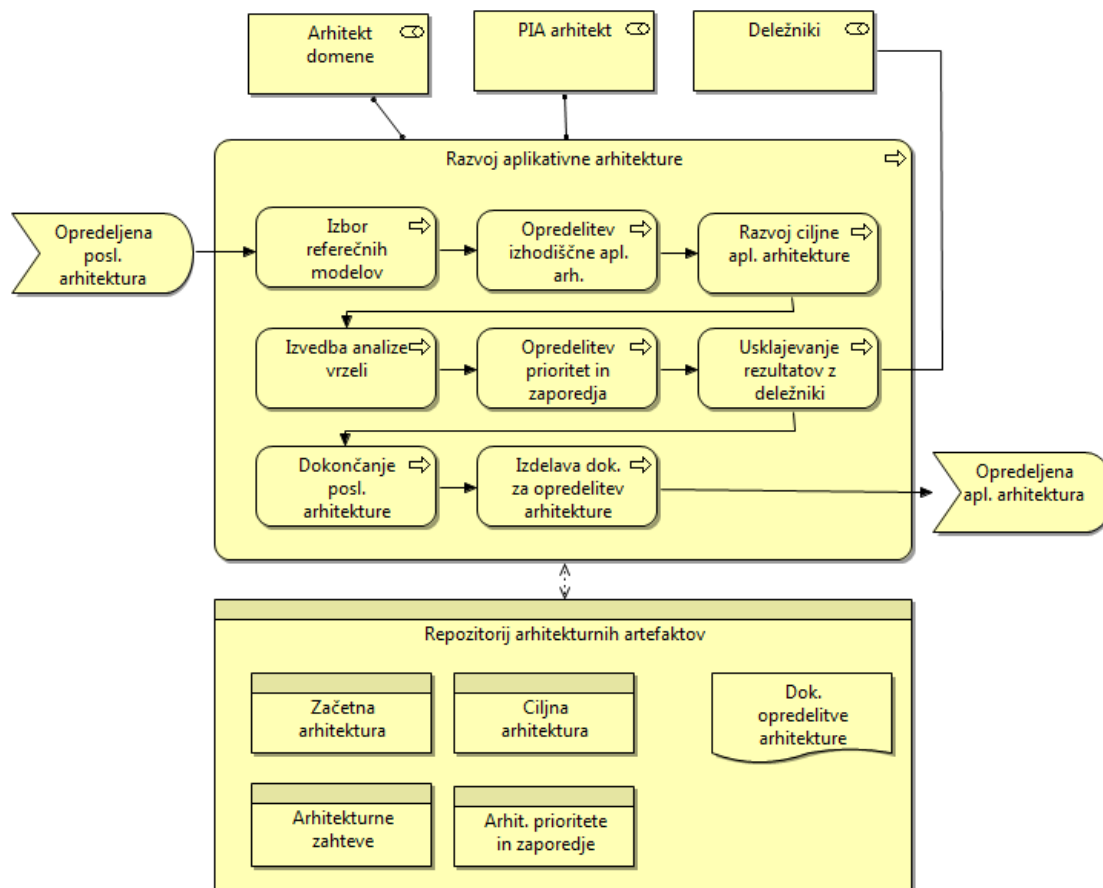 Arhitekt
domene
PIA arhitekt
Deležniki
Razvoj aplikativne arhitekture
Opredeljena
posl.
arhitektura
Izbor
referečnih
modelov
Opredelitev
izhodiščne apl.
arh.
Razvoj ciljne
apl. arhitekture
Izvedba analize
vrzeli
Opredelitev
prioritet in
zaporedja
Usklajevanje
rezultatov z
deležniki
Dokončanje
posl.
arhitekture
Izdelava dok.
za opredelitev
arhitekture
Opredeljena
apl. arhitektura
Repozitorij arhitekturnih artefaktov
Začetna
arhitektura
Ciljna
arhitektura
Dok.
opredelitve
arhitekture
Arhitekturne
zahteve
Arhit. prioritete
in zaporedje